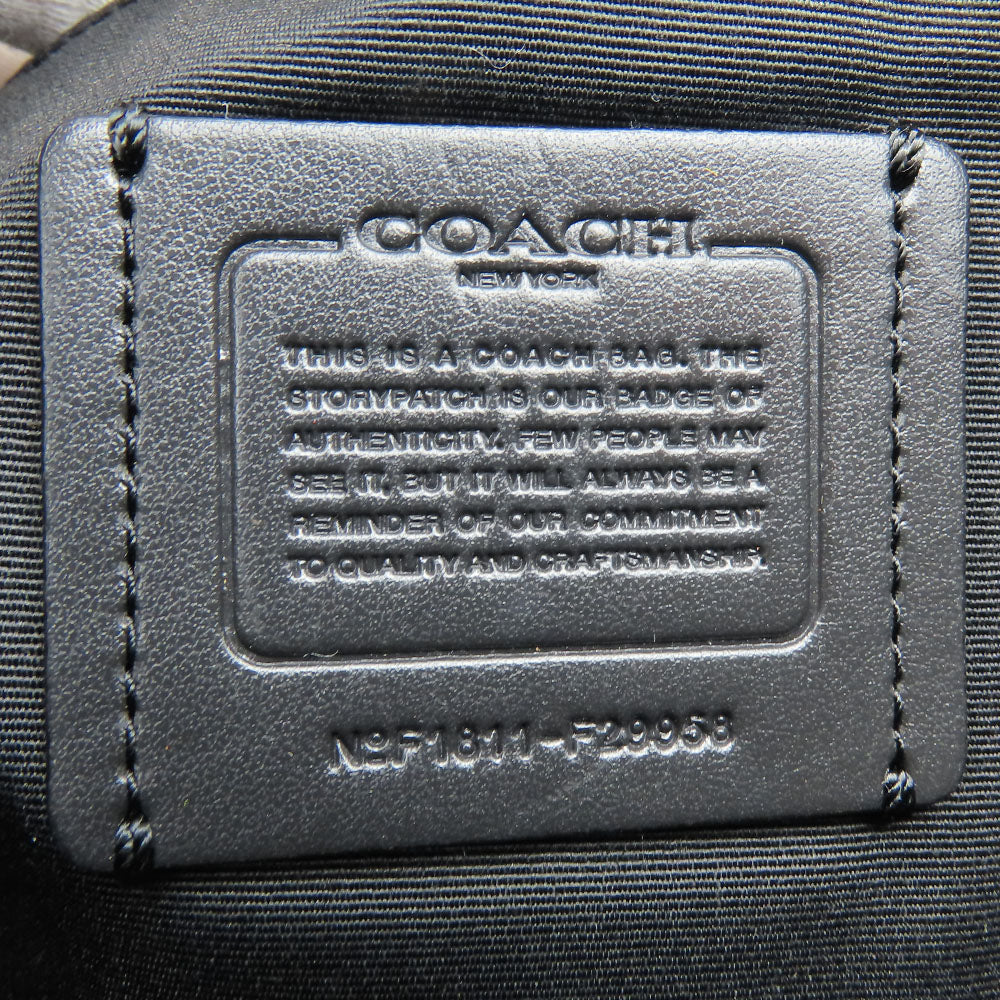 COACH
NEW YORK
THIS IS A COACH BAG. THE
STORYPATCH IS OUR BADGE OF
AUTHENTICITY. FEW PEOPLE MAY
SEE IT, BUT IT WILL ALWAYS BE A
REMINDER OF OUR COMMITMENT
TO QUALITY AND CRAFTSMANSHIP.
NºF1811-F29958